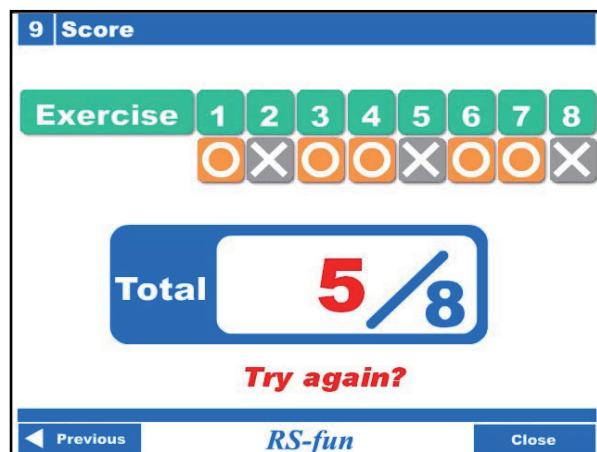 9 Score
Exercise 1 2 3 4 5 6 7 8
O X O O X O O X
Total 5/8
Try again?
Previous RS-fun Close